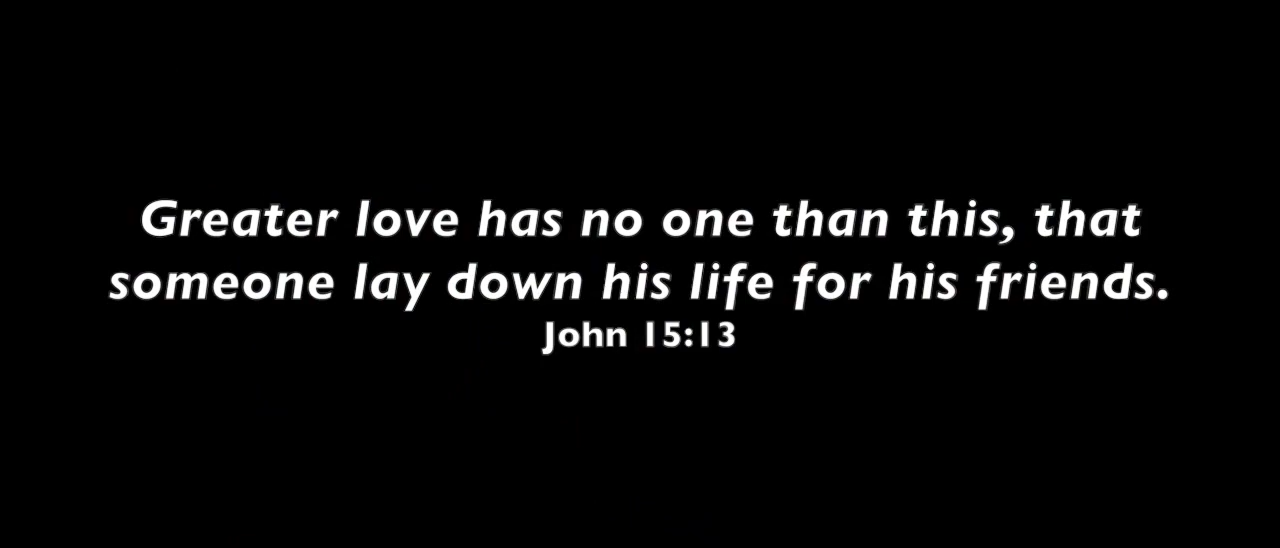 Greater love has no one than this, that
someone lay down his life for his friends.
John 15:13